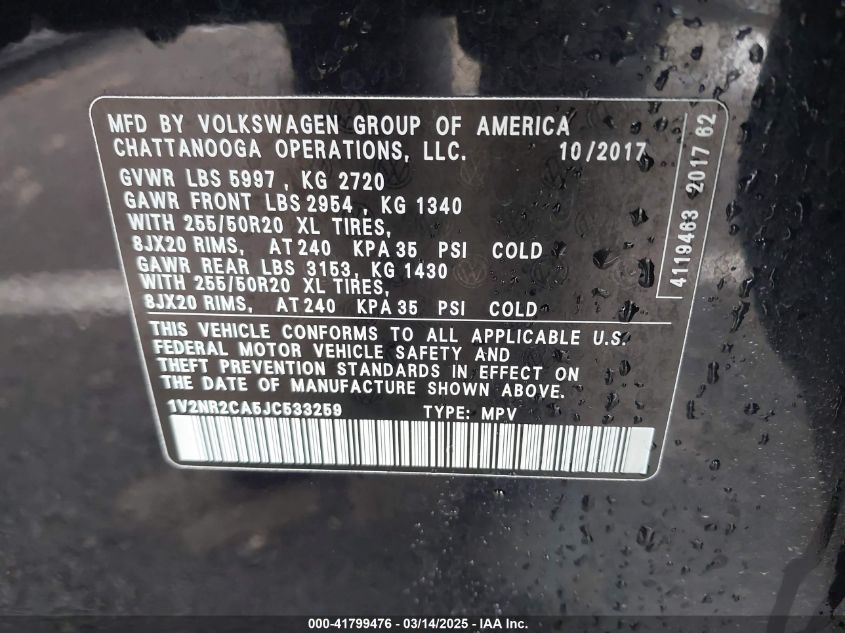 MFD BY VOLKSWAGEN GROUP OF AMERICA
CHATTANOOGA OPERATIONS, LLC. 10/2017
GVWR LBS 5997 , KG 2720
GAWR FRONT LBS 2954 , KG 1340
WITH 255/50R20 XL TIRES,
8JX20 RIMS, AT 240 KPA 35 PSI COLD
GAWR REAR LBS 3153, KG 1430
WITH 255/50R20 XL TIRES,
8JX20 RIMS, AT 240 KPA 35 PSI COLD
THIS VEHICLE CONFORMS TO ALL APPLICABLE U.S.
FEDERAL MOTOR VEHICLE SAFETY AND
THEFT PREVENTION STANDARDS IN EFFECT ON
THE DATE OF MANUFACTURE SHOWN ABOVE.
1V2NR2CA5JC533259 TYPE: MPV
4119463 2017 62
000-41799476 - 03/14/2025 - IAA Inc.